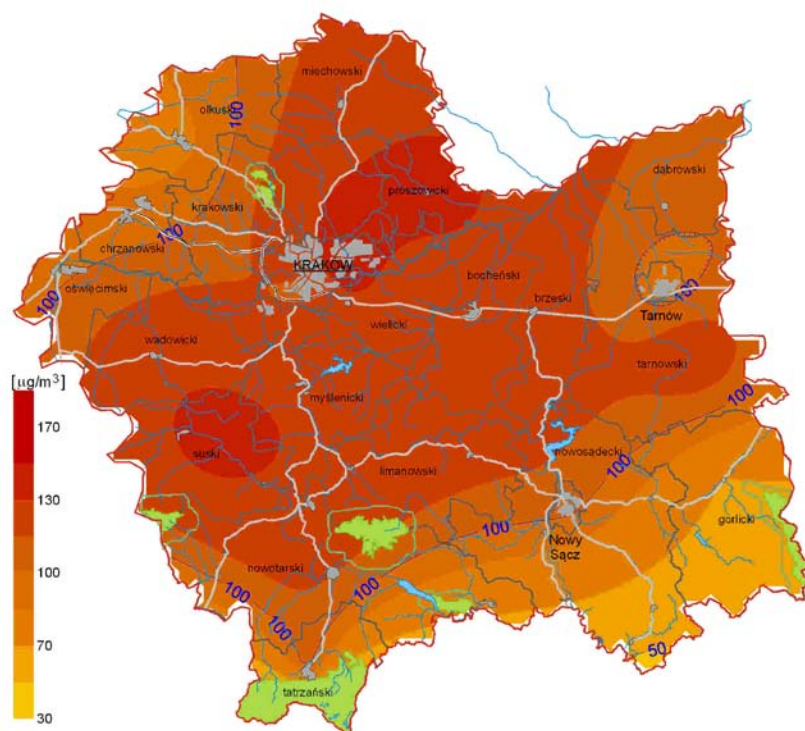 miechowski
olkuski
100
proszowicki
dąbrowski
krakowski
100
chrzanowski
KRAKÓW
bocheński
oświęcimski
100
brzeski
100
Tarnów
wielicki
wadowicki
tarnowski
[µg/m³]
myślenicki
100
170
suski
limanowski
nowosądecki
100
130
gorlicki
100
Nowy
Sącz
100
nowotarski
100
100
100
70
50
30
tatrzański